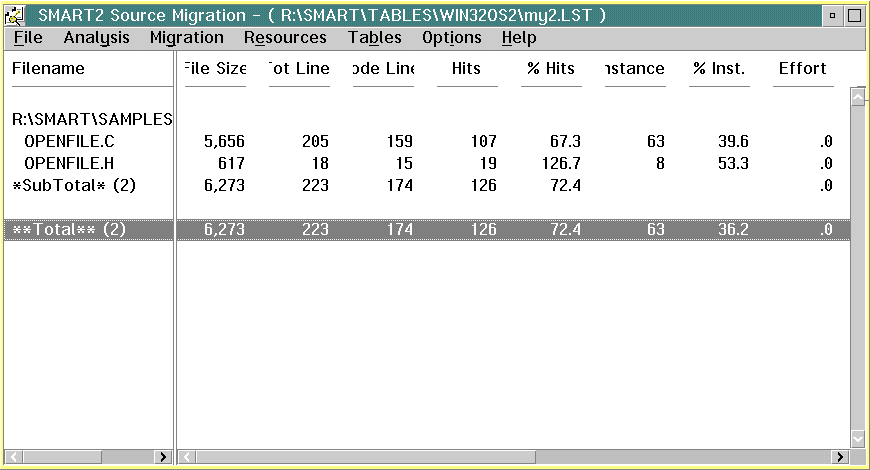 SMART2 Source Migration - ( R:\SMART\TABLES\WIN32OS2\my2.LST )
File Analysis Migration Resources Tables Options Help
Filename File Size Tot Line ode Line Hits % Hits nstance % Inst. Effort
R:\SMART\SAMPLES
OPENFILE.C 5,656 205 159 107 67.3 63 39.6 .0
OPENFILE.H 617 18 15 19 126.7 8 53.3 .0
*SubTotal* (2) 6,273 223 174 126 72.4 .0
**Total** (2) 6,273 223 174 126 72.4 63 36.2 .0